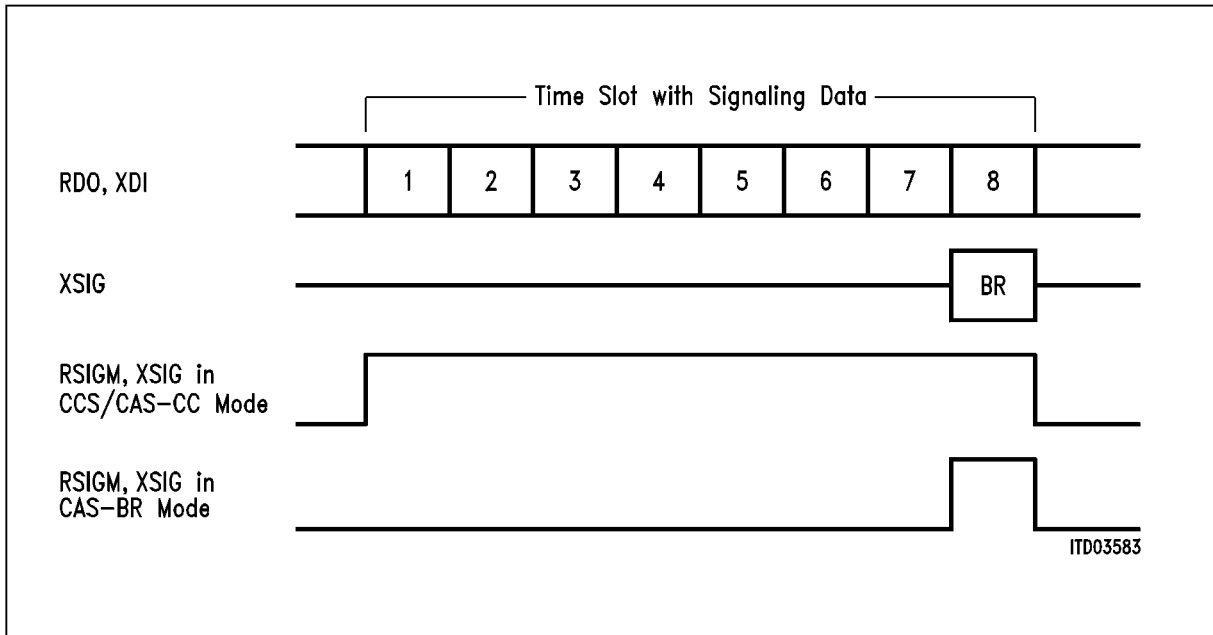 Time Slot with Signaling Data
RDO, XDI
1 2 3 4 5 6 7 8
XSIG
BR
RSIGM, XSIG in
CCS/CAS-CC Mode
RSIGM, XSIG in
CAS-BR Mode
ITD03583